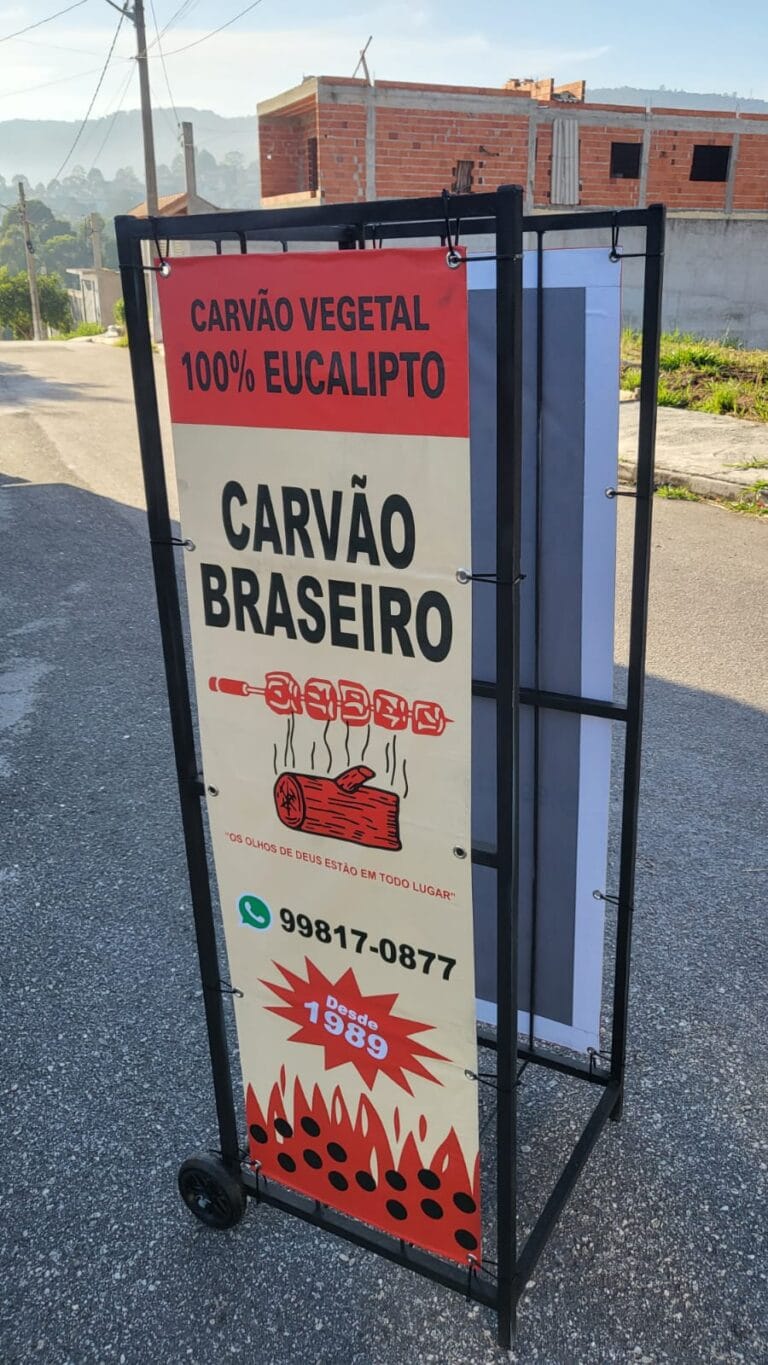 CARVÃO VEGETAL
100% EUCALIPTO
CARVÃO
BRASEIRO
"OS OLHOS DE DEUS ESTÃO EM TODO LUGAR"
99817-0877
Desde
1989